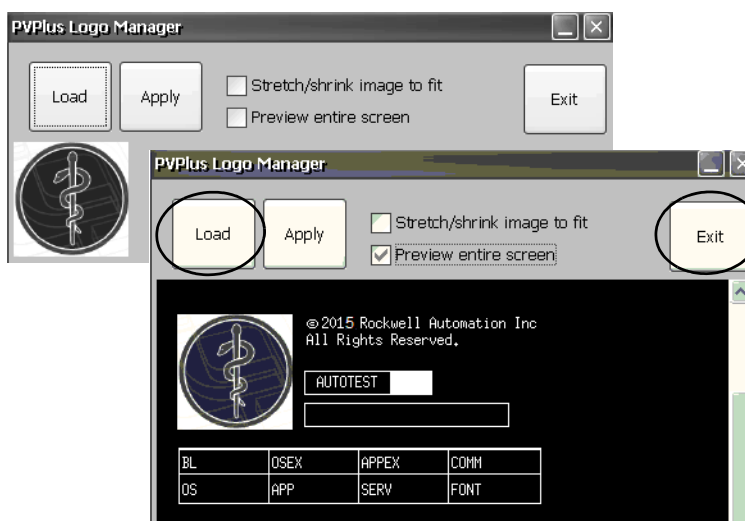 PVPlus Logo Manager
Load
Apply
Stretch/shrink image to fit
Preview entire screen
Exit
PVPlus Logo Manager
Load
Apply
Stretch/shrink image to fit
Preview entire screen
Exit
©2015 Rockwell Automation Inc
All Rights Reserved.
AUTOTEST
BL OSEX APPEX COMM
OS APP SERV FONT